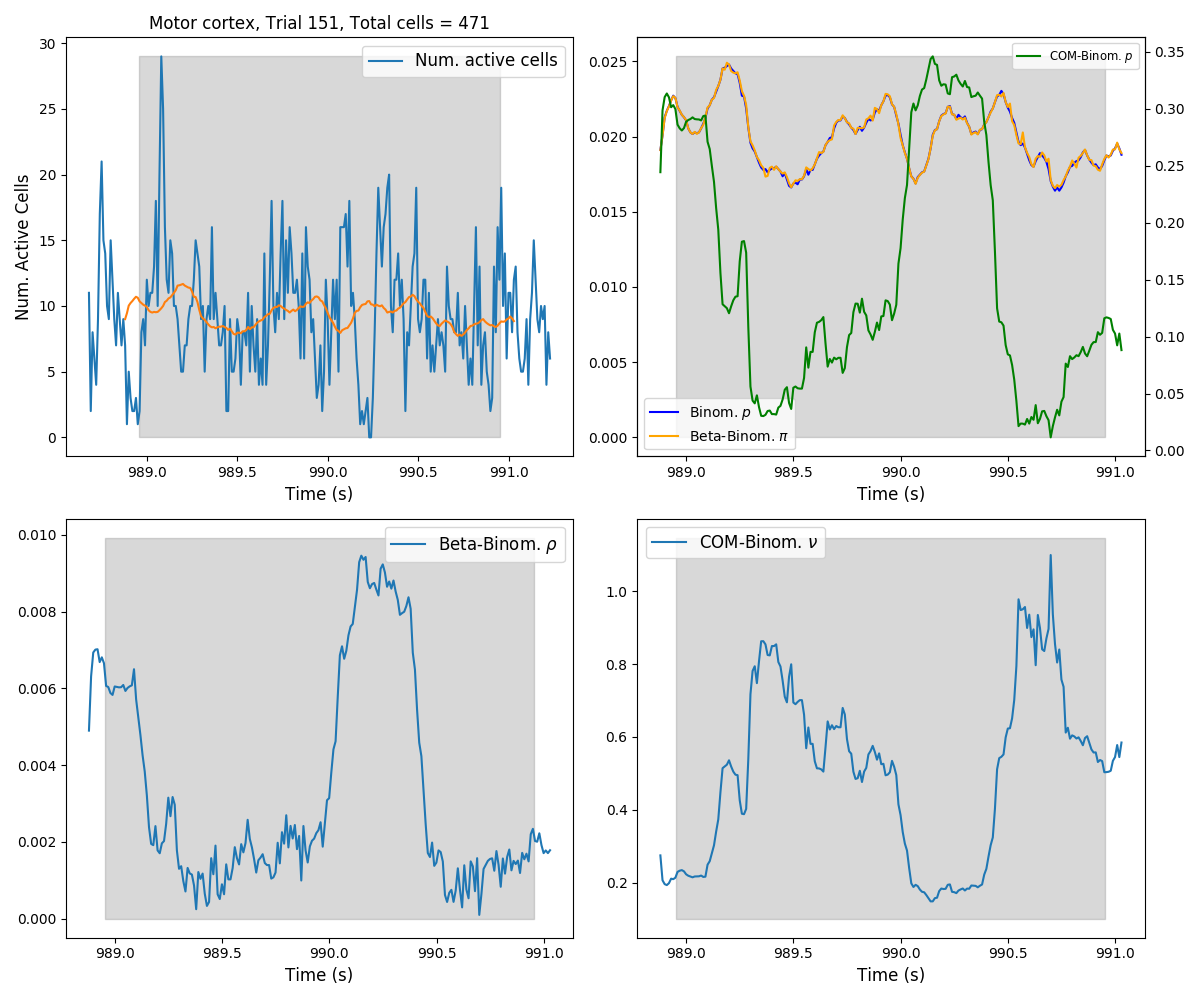 Motor cortex, Trial 151, Total cells = 471
Num. active cells
Num. Active Cells
30
25
20
15
10
5
0
989.0 989.5 990.0 990.5 991.0
Time (s)
COM-Binom. p
Binom. p
Beta-Binom. π
0.025
0.020
0.015
0.010
0.005
0.000
0.35
0.30
0.25
0.20
0.15
0.10
0.05
0.00
989.0 989.5 990.0 990.5 991.0
Time (s)
Beta-Binom. ρ
0.010
0.008
0.006
0.004
0.002
0.000
989.0 989.5 990.0 990.5 991.0
Time (s)
COM-Binom. ν
1.0
0.8
0.6
0.4
0.2
989.0 989.5 990.0 990.5 991.0
Time (s)